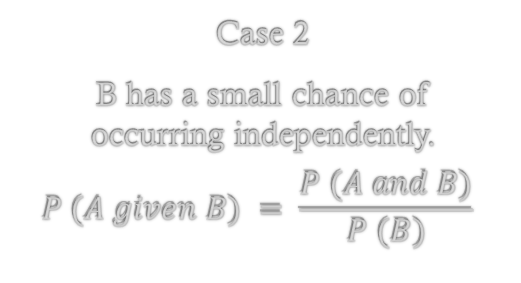 Case 2
B has a small chance of
occurring independently.
P (A given B) = P (A and B) / P (B)